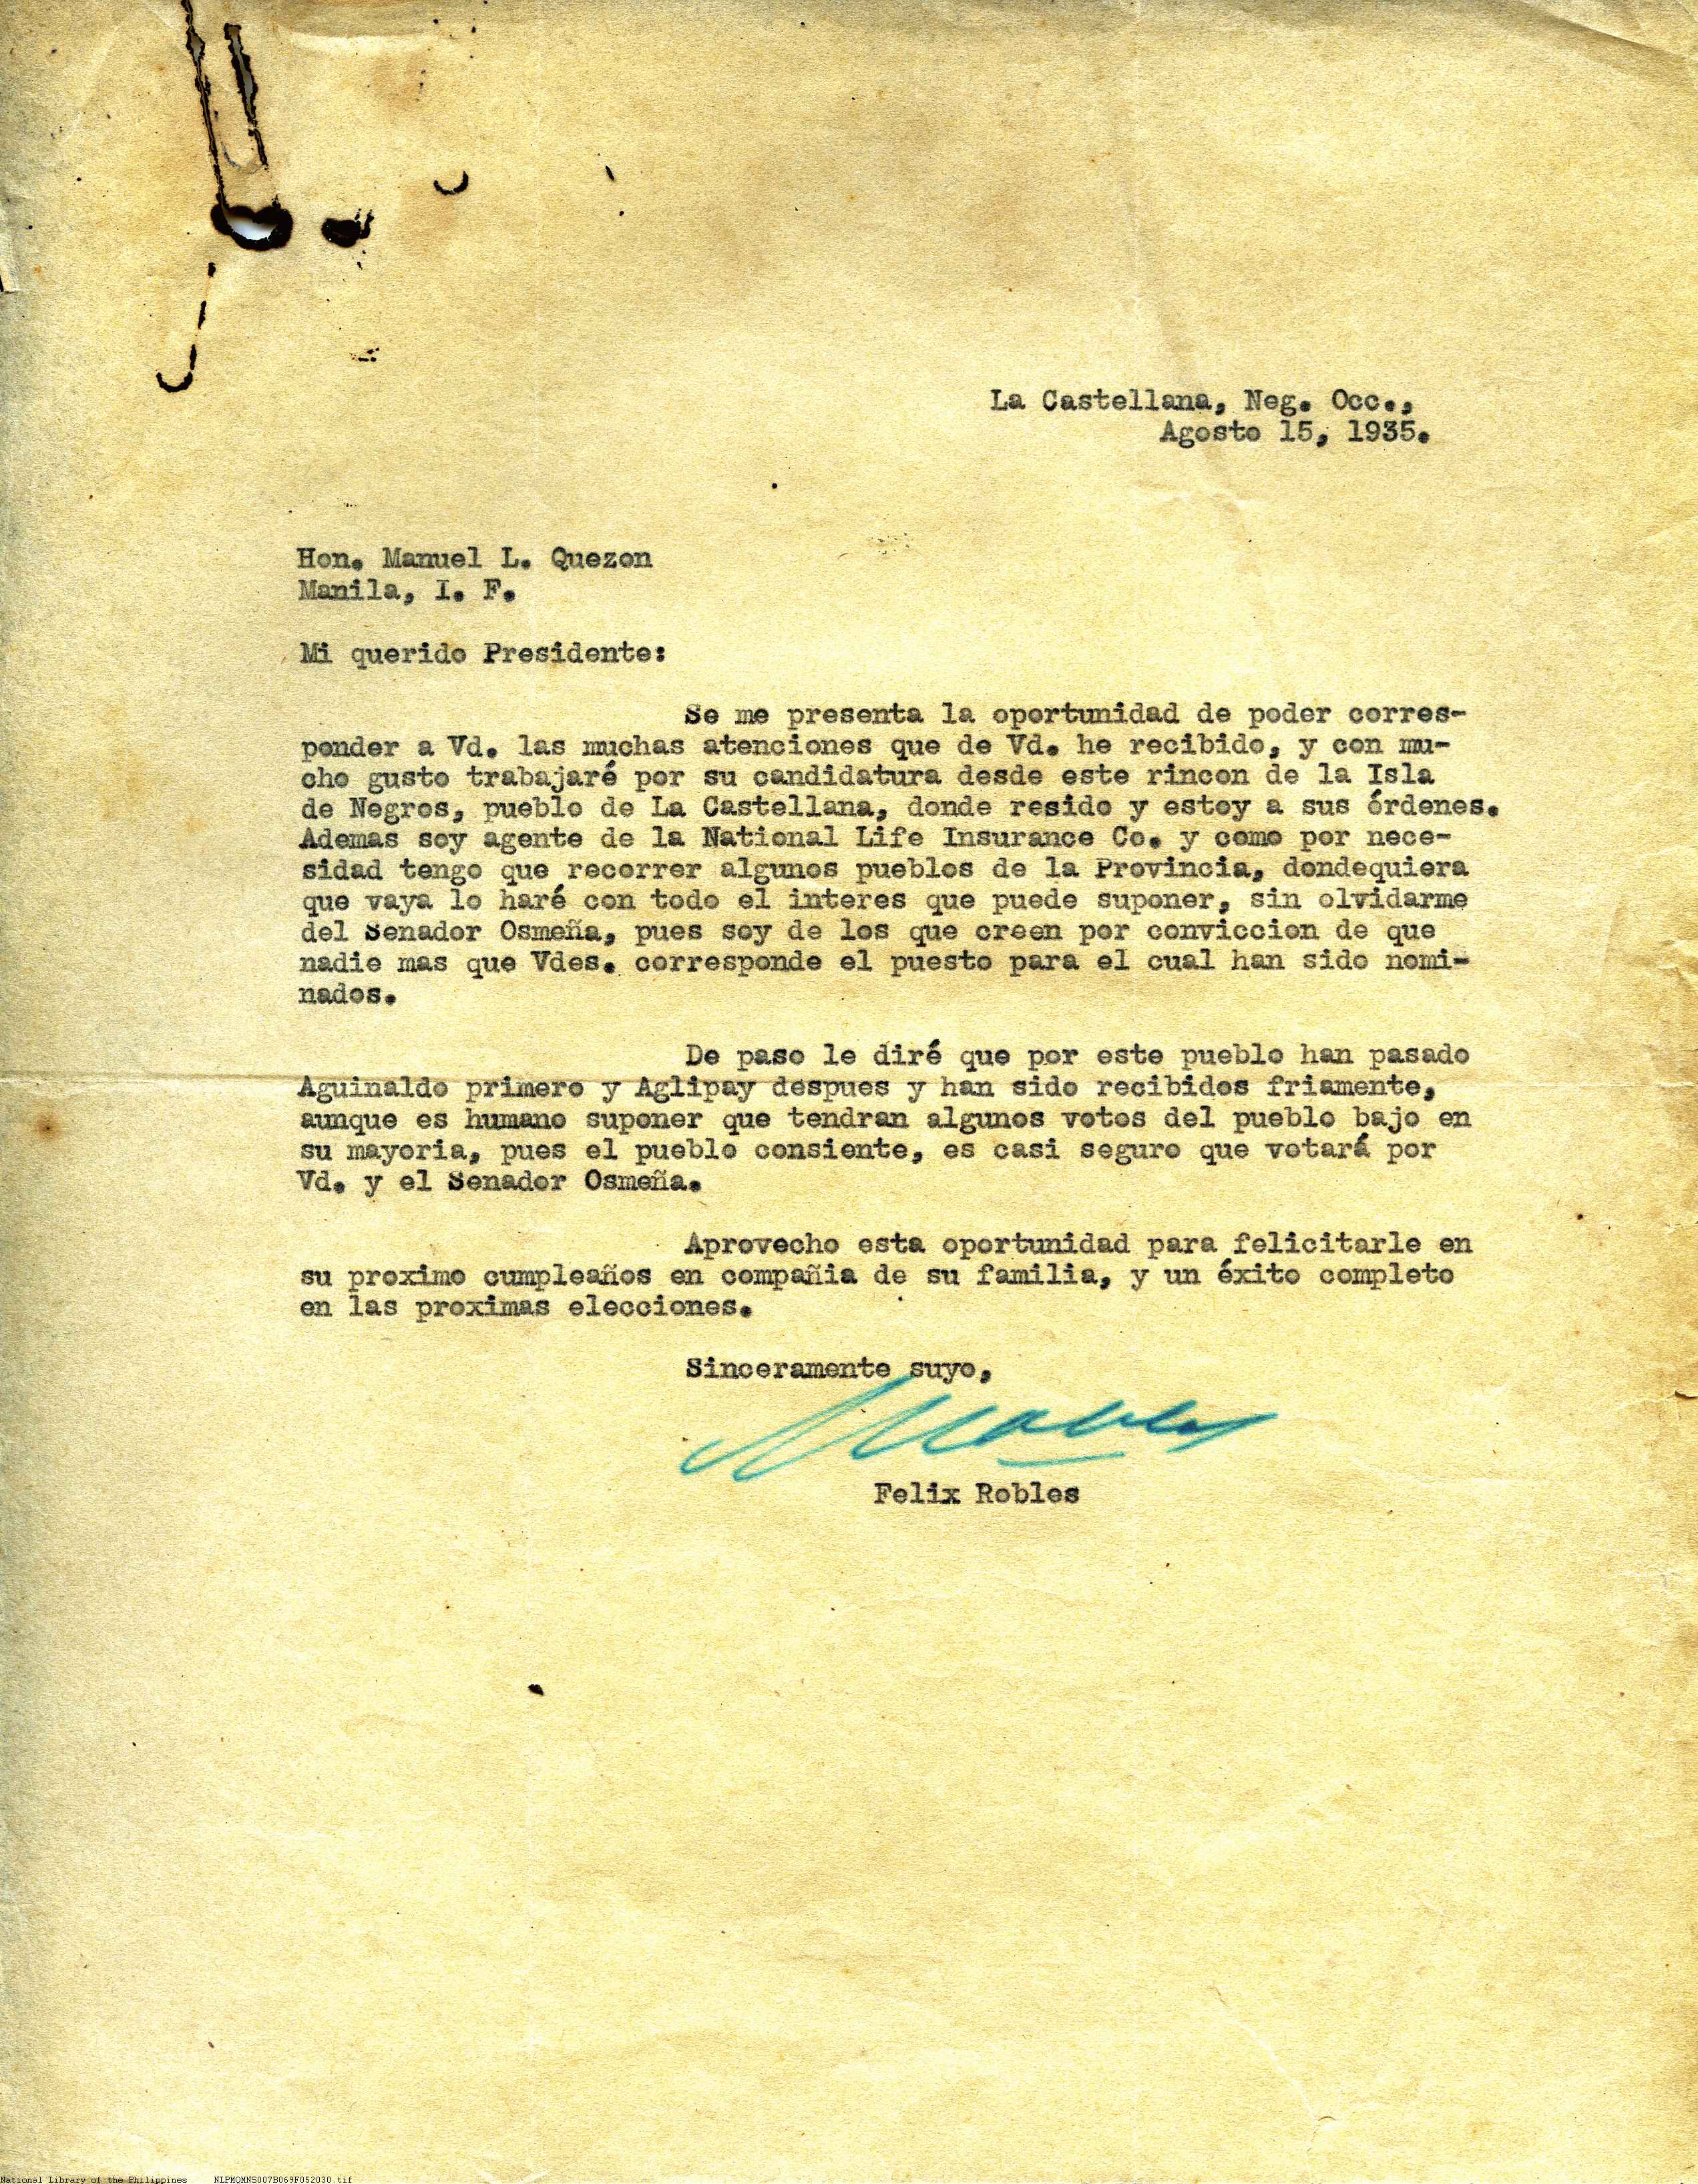 La Castellana, Neg. Occ.,
Agosto 15, 1935.
Hon. Manuel L. Quezon
Manila, I. F.
Mi querido Presidente:
Se me presenta la oportunidad de poder corres-
ponder a Vd. las muchas atenciones que de Vd. he recibido, y con mu-
cho gusto trabajaré por su candidatura desde este rincon de la Isla
de Negros, pueblo de La Castellana, donde resido y estoy a sus órdenes.
Ademas soy agente de la National Life Insurance Co. y como por nece-
sidad tengo que recorrer algunos pueblos de la Provincia, dondequiera
que vaya lo haré con todo el interes que puede suponer, sin olvidarme
del Senador Osmeña, pues soy de los que creen por conviccion de que
nadie mas que Vdes. corresponde el puesto para el cual han sido nomi-
nados.
De paso le diré que por este pueblo han pasado
Aguinaldo primero y Aglipay despues y han sido recibidos friamente,
aunque es humano suponer que tendran algunos votos del pueblo bajo en
su mayoria, pues el pueblo consiente, es casi seguro que votará por
Vd. y el Senador Osmeña.
Aprovecho esta oportunidad para felicitarle en
su proximo cumpleaños en compañia de su familia, y un éxito completo
en las proximas elecciones.
Sinceramente suyo,
Felix Robles
National Library of the Philippines NLPMQMNS007B069F052030.tif